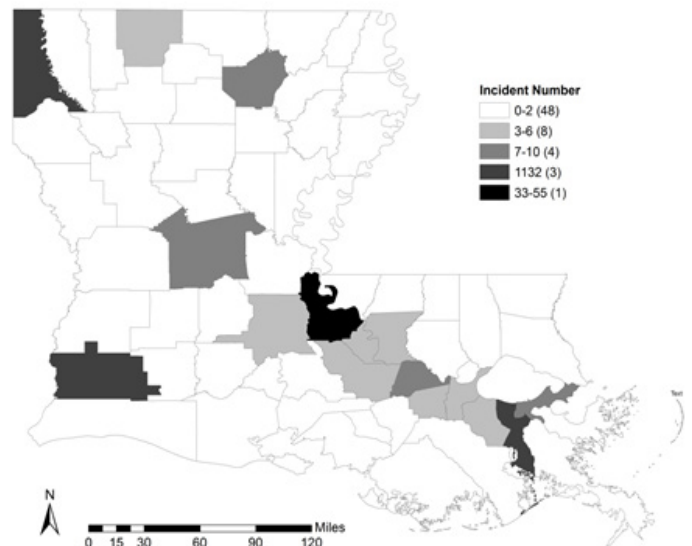 Incident Number
0-2 (48)
3-6 (8)
7-10 (4)
1132 (3)
33-55 (1)
Text
N
Miles
0 15 30 60 90 120